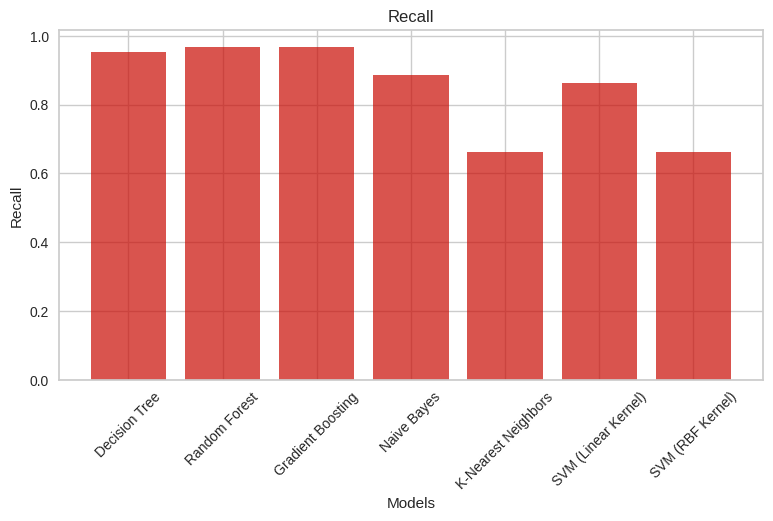 Recall
Recall
1.0
0.8
0.6
0.4
0.2
0.0
Decision Tree
Random Forest
Gradient Boosting
Naive Bayes
K-Nearest Neighbors
SVM (Linear Kernel)
SVM (RBF Kernel)
Models